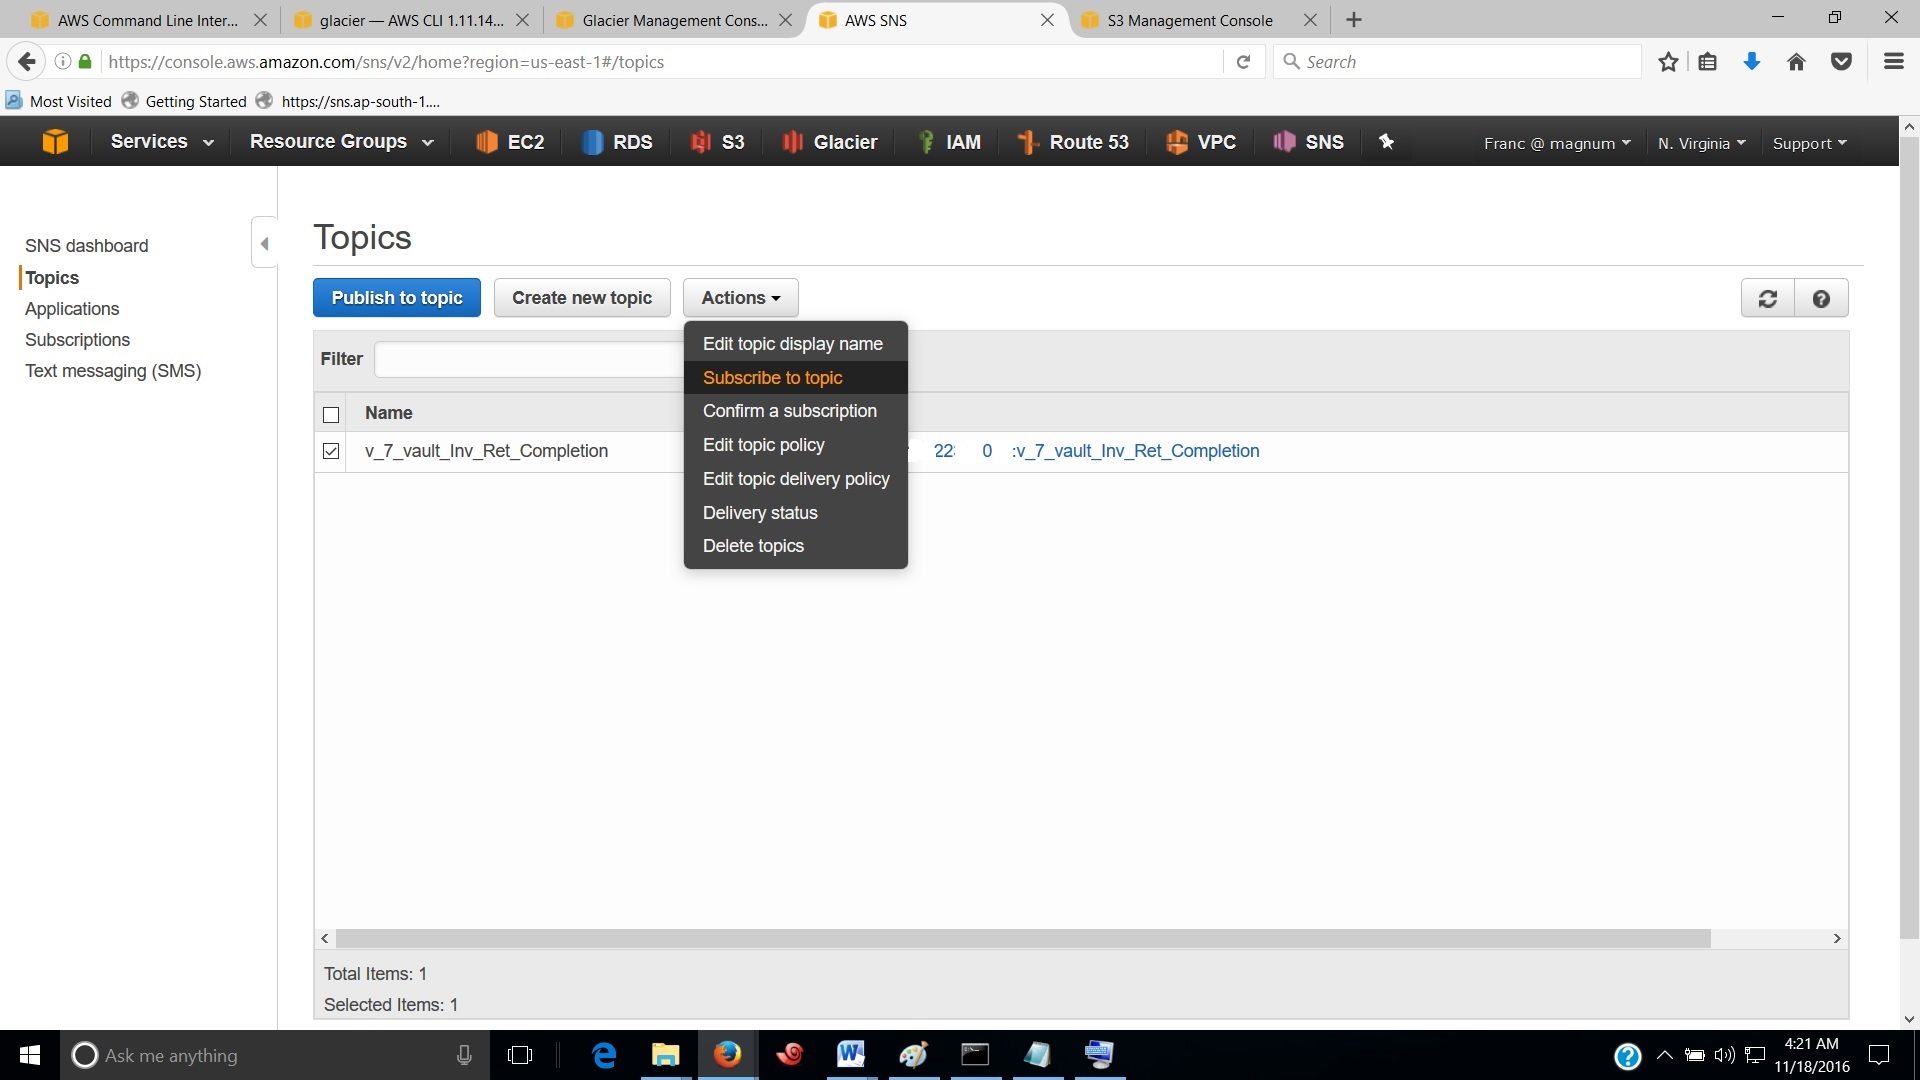 AWS Command Line Inter...
glacier — AWS CLI 1.11.14...
Glacier Management Cons...
AWS SNS
S3 Management Console
https://console.aws.amazon.com/sns/v2/home?region=us-east-1#/topics
Search
Most Visited
Getting Started
https://sns.ap-south-1....
Services
Resource Groups
EC2
RDS
S3
Glacier
IAM
Route 53
VPC
SNS
Franc @ magnum
N. Virginia
Support
SNS dashboard
Topics
Applications
Subscriptions
Text messaging (SMS)
Topics
Publish to topic
Create new topic
Actions
Edit topic display name
Subscribe to topic
Confirm a subscription
Edit topic policy
Edit topic delivery policy
Delivery status
Delete topics
Filter
Name
v_7_vault_Inv_Ret_Completion
22 0 :v_7_vault_Inv_Ret_Completion
Total Items: 1
Selected Items: 1
Ask me anything
4:21 AM
11/18/2016